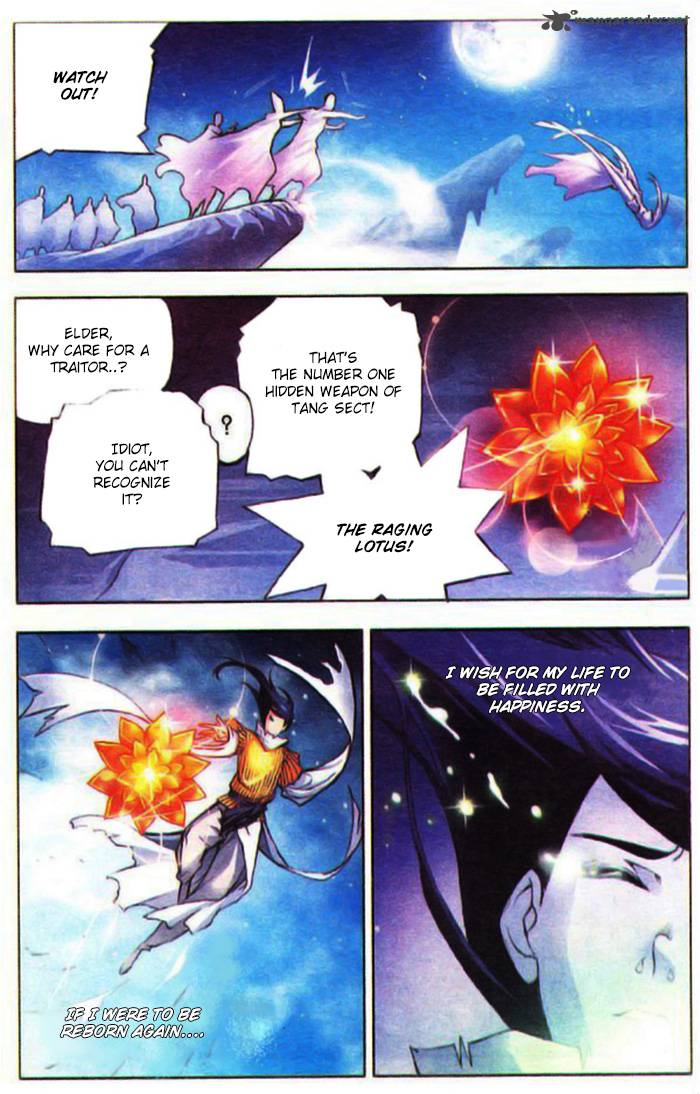 mangareader.net
WATCH
OUT!
ELDER,
WHY CARE FOR A
TRAITOR..?
?
IDIOT,
YOU CAN'T
RECOGNIZE
IT?
THAT'S
THE NUMBER ONE
HIDDEN WEAPON OF
TANG SECT!
THE RAGING
LOTUS!
IF I WERE TO BE
REBORN AGAIN....
I WISH FOR MY LIFE TO
BE FILLED WITH
HAPPINESS.